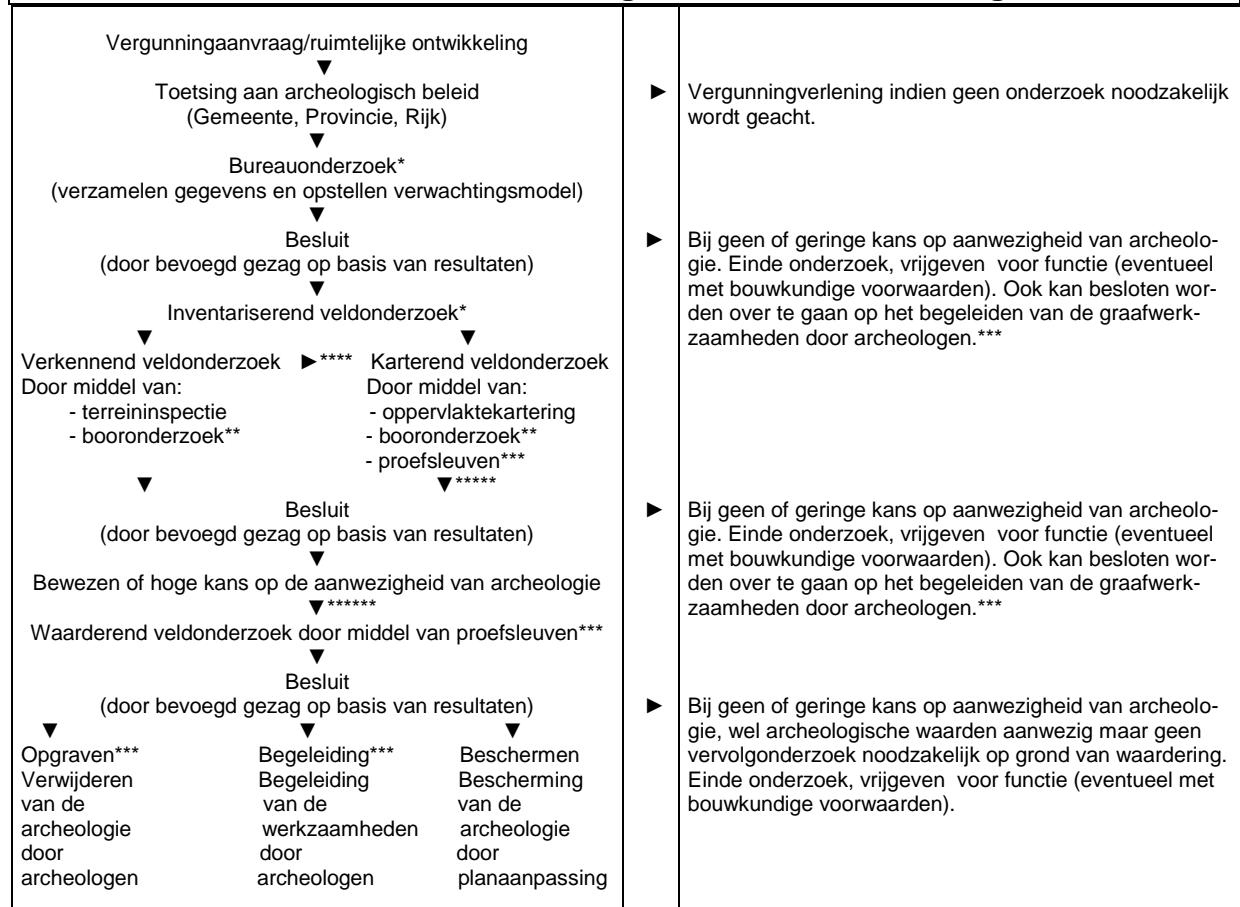 Vergunningaanvraag/ruimtelijke ontwikkeling
▼
Toetsing aan archeologisch beleid
(Gemeente, Provincie, Rijk)
► Vergunningverlening indien geen onderzoek noodzakelijk
wordt geacht.
▼
Bureauonderzoek*
(verzamelen gegevens en opstellen verwachtingsmodel)
▼
Besluit
(door bevoegd gezag op basis van resultaten)
► Bij geen of geringe kans op aanwezigheid van archeolo-
gie. Einde onderzoek, vrijgeven voor functie (eventueel
met bouwkundige voorwaarden). Ook kan besloten wor-
den over te gaan op het begeleiden van de graafwerk-
zaamheden door archeologen.***
▼
Inventariserend veldonderzoek*
▼ ▼
Verkennend veldonderzoek ►**** Karterend veldonderzoek
Door middel van: Door middel van:
- terreininspectie - oppervlaktekartering
- booronderzoek** - booronderzoek**
- proefsleuven***
▼ ▼*****
Besluit
(door bevoegd gezag op basis van resultaten)
► Bij geen of geringe kans op aanwezigheid van archeolo-
gie. Einde onderzoek, vrijgeven voor functie (eventueel
met bouwkundige voorwaarden). Ook kan besloten wor-
den over te gaan op het begeleiden van de graafwerk-
zaamheden door archeologen.***
▼
Bewezen of hoge kans op de aanwezigheid van archeologie
▼******
Waarderend veldonderzoek door middel van proefsleuven***
▼
Besluit
(door bevoegd gezag op basis van resultaten)
► Bij geen of geringe kans op aanwezigheid van archeolo-
gie, wel archeologische waarden aanwezig maar geen
vervolgonderzoek noodzakelijk op grond van waardering.
Einde onderzoek, vrijgeven voor functie (eventueel met
bouwkundige voorwaarden).
▼ ▼ ▼
Opgraven*** Begeleiding*** Beschermen
Verwijderen Begeleiding Bescherming
van de van de van de
archeologie werkzaamheden archeologie
door door door
archeologen archeologen planaanpassing